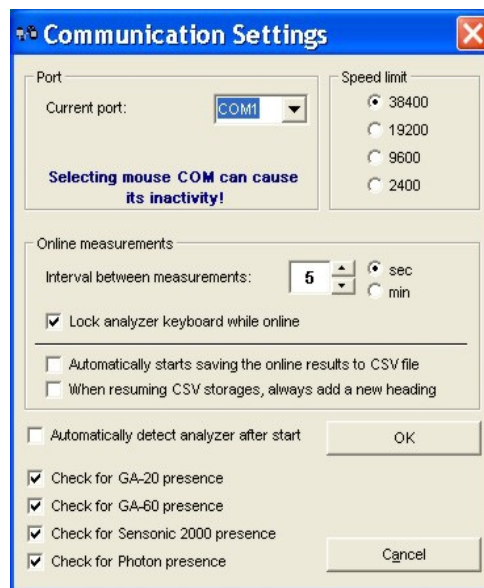 Communication Settings
Port
Current port: COM1
Selecting mouse COM can cause
its inactivity!
Speed limit
38400
19200
9600
2400
Online measurements
Interval between measurements: 5 sec
min
Lock analyzer keyboard while online
Automatically starts saving the online results to CSV file
When resuming CSV storages, always add a new heading
Automatically detect analyzer after start
OK
Check for GA-20 presence
Check for GA-60 presence
Check for Sensonic 2000 presence
Check for Photon presence
Cancel